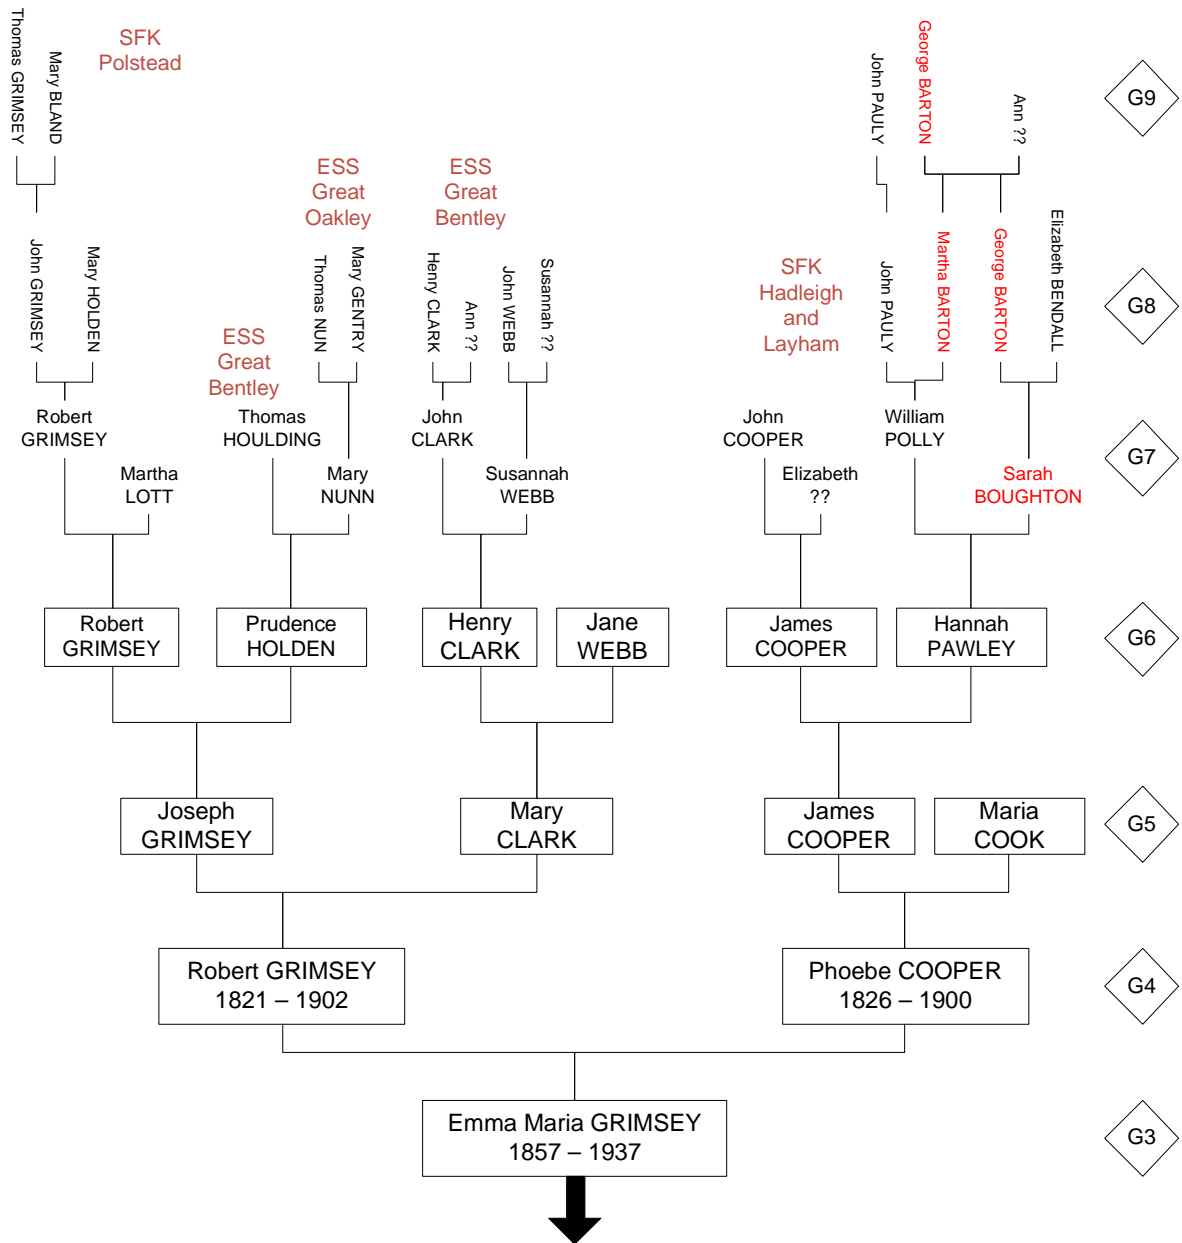 Thomas GRIMSEY
Mary BLAND
SFK
Polstead
John PAULY
George BARTON
Ann ??
G9
ESS
Great
Oakley
ESS
Great
Bentley
John GRIMSEY
Mary HOLDEN
ESS
Great
Bentley
Thomas NUN
Mary GENTRY
Henry CLARK
Ann ??
John WEBB
Susannah ??
SFK
Hadleigh
and
Layham
John PAULY
Martha BARTON
George BARTON
Elizabeth BENDALL
G8
Robert
GRIMSEY
Martha
LOTT
Thomas
HOULDING
Mary
NUNN
John
CLARK
Susannah
WEBB
John
COOPER
Elizabeth
??
William
POLLY
Sarah
BOUGHTON
G7
Robert
GRIMSEY
Prudence
HOLDEN
Henry
CLARK
Jane
WEBB
James
COOPER
Hannah
PAWLEY
G6
Joseph
GRIMSEY
Mary
CLARK
James
COOPER
Maria
COOK
G5
Robert GRIMSEY
1821 – 1902
Phoebe COOPER
1826 – 1900
G4
Emma Maria GRIMSEY
1857 – 1937
G3